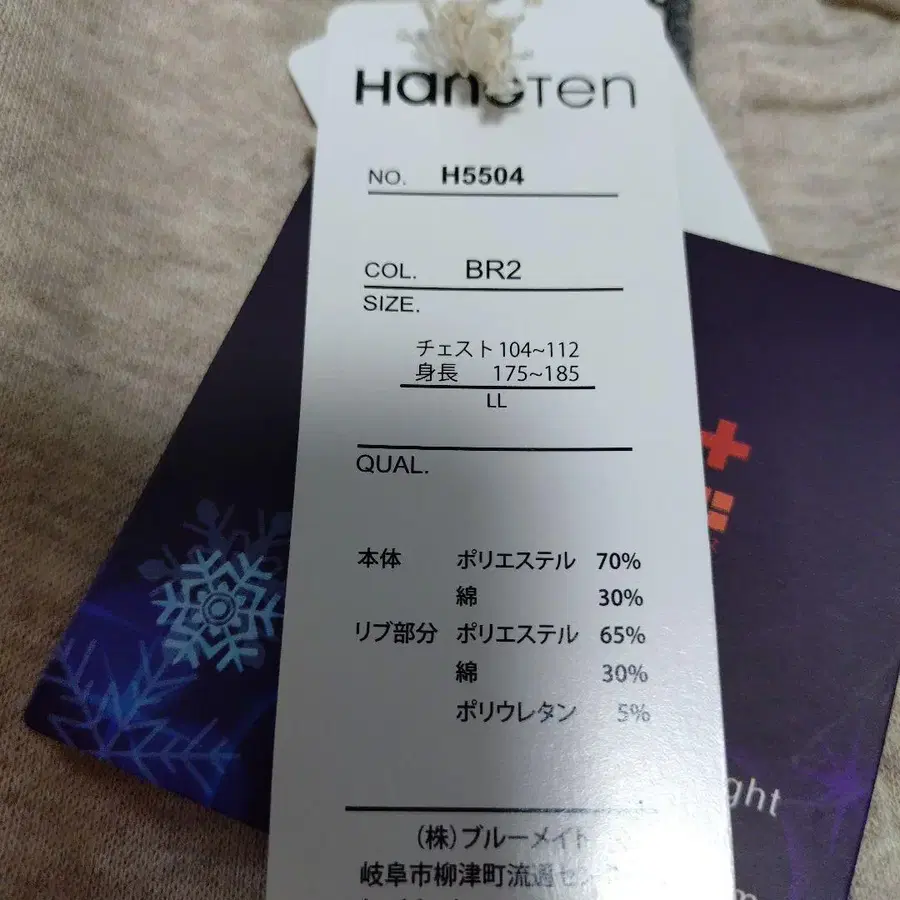 HangTen
NO. H5504
COL. BR2
SIZE.
チェスト 104~112
身長 175~185
LL
QUAL.
本体 ポリエステル 70%
綿 30%
リブ部分 ポリエステル 65%
綿 30%
ポリウレタン 5%
(株)ブルーメイト
岐阜市柳津町流通セン